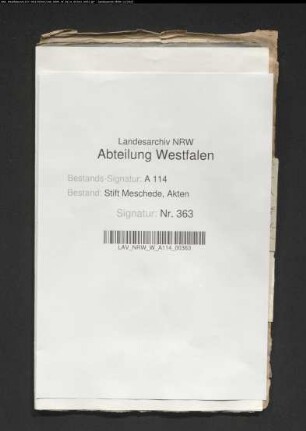 Landesarchiv NRW
Abteilung Westfalen
Bestands-Signatur: A 114
Bestand: Stift Meschede, Akten
Signatur: Nr. 363
LAV_NRW_W_A114_00363